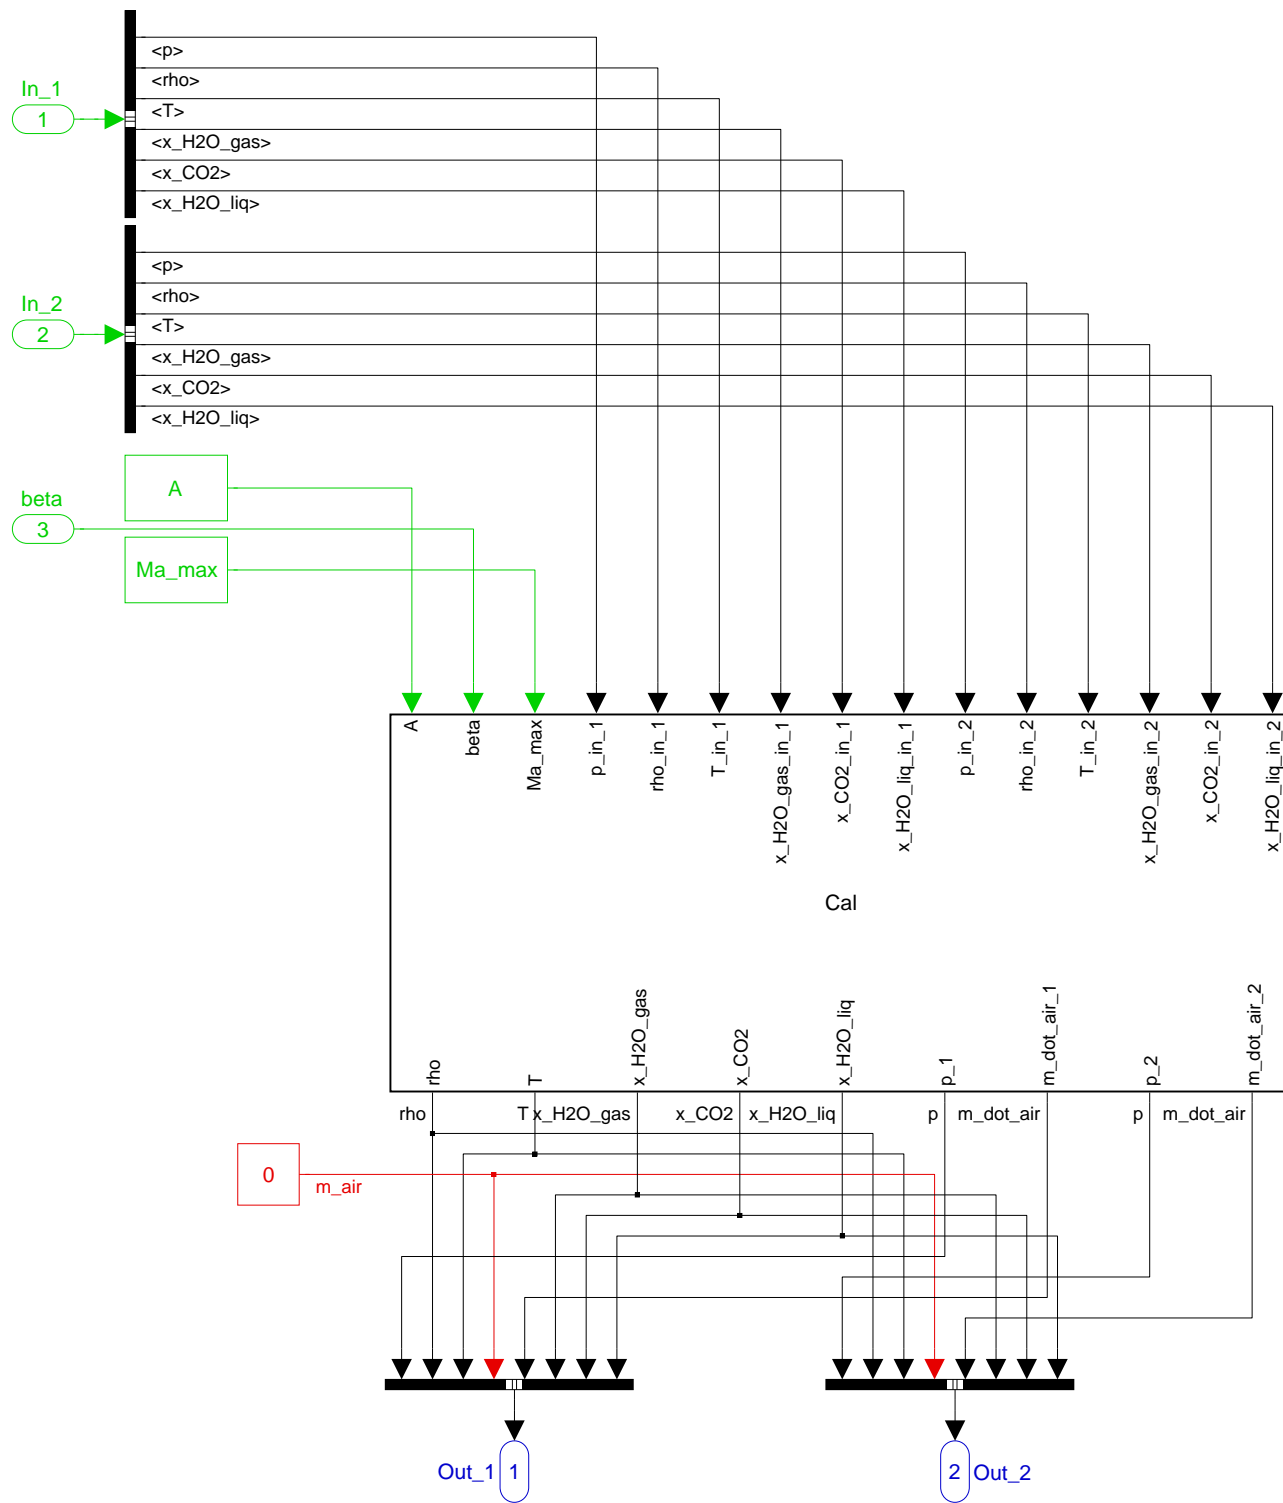 In_1
1
<p>
<rho>
<T>
<x_H2O_gas>
<x_CO2>
<x_H2O_liq>
In_2
2
<p>
<rho>
<T>
<x_H2O_gas>
<x_CO2>
<x_H2O_liq>
A
beta
3
Ma_max
A
beta
Ma_max
p_in_1
rho_in_1
T_in_1
x_H2O_gas_in_1
x_CO2_in_1
x_H2O_liq_in_1
p_in_2
rho_in_2
T_in_2
x_H2O_gas_in_2
x_CO2_in_2
x_H2O_liq_in_2
Cal
rho
T
x_H2O_gas
x_CO2
x_H2O_liq
p_1
m_dot_air_1
p_2
m_dot_air_2
rho
T
x_H2O_gas
x_CO2
x_H2O_liq
p
m_dot_air
p
m_dot_air
0
m_air
Out_1
1
2
Out_2